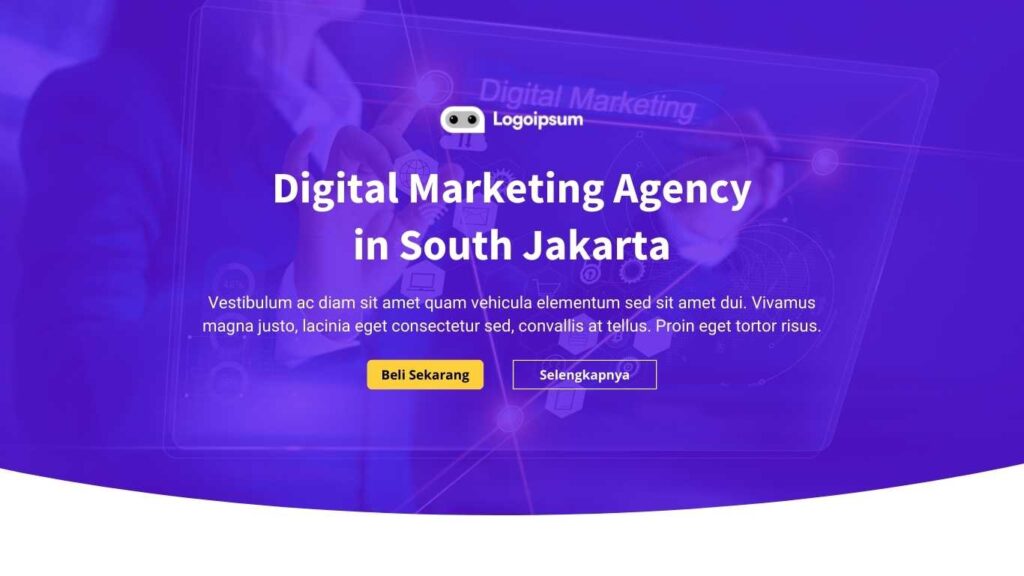 Digital Marketing
Logoipsum
Digital Marketing Agency
in South Jakarta
Vestibulum ac diam sit amet quam vehicula elementum sed sit amet dui. Vivamus
magna justo, lacinia eget consectetur sed, convallis at tellus. Proin eget tortor risus.
Beli Sekarang
Selengkapnya